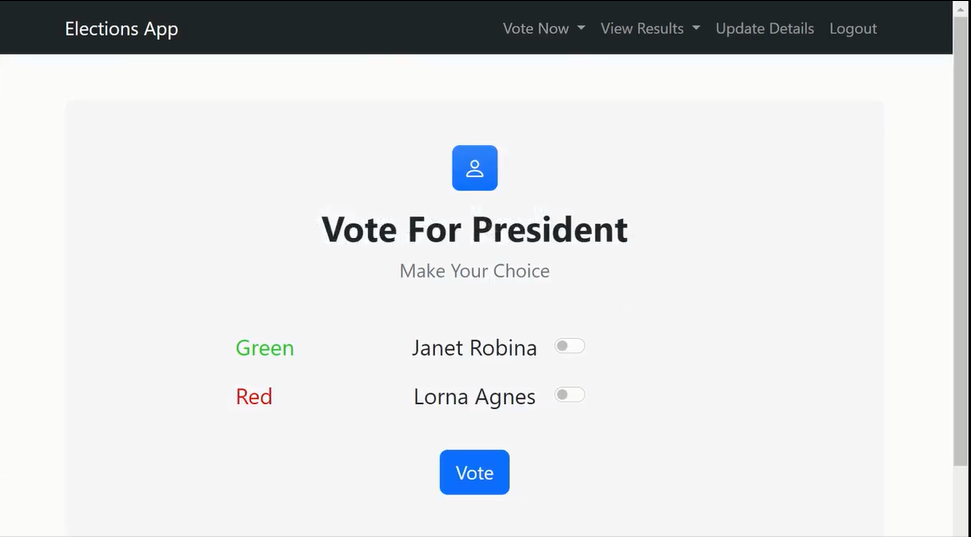 Elections App Vote Now View Results Update Details Logout
Vote For President
Make Your Choice
Green Janet Robina
Red Lorna Agnes
Vote